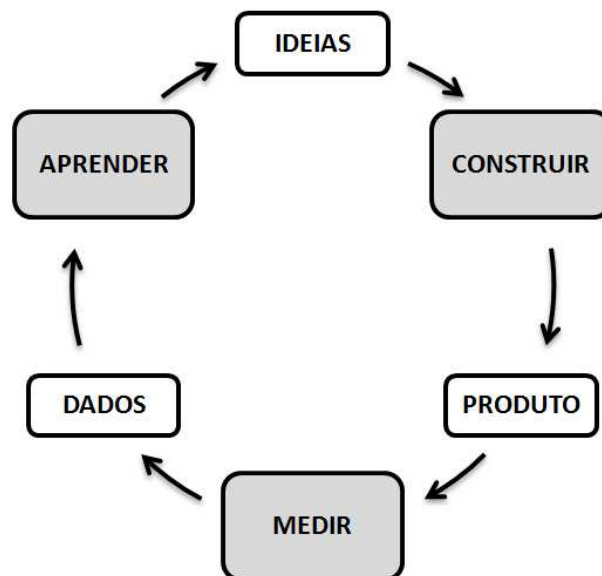 IDEIAS
APRENDER
CONSTRUIR
DADOS
PRODUTO
MEDIR